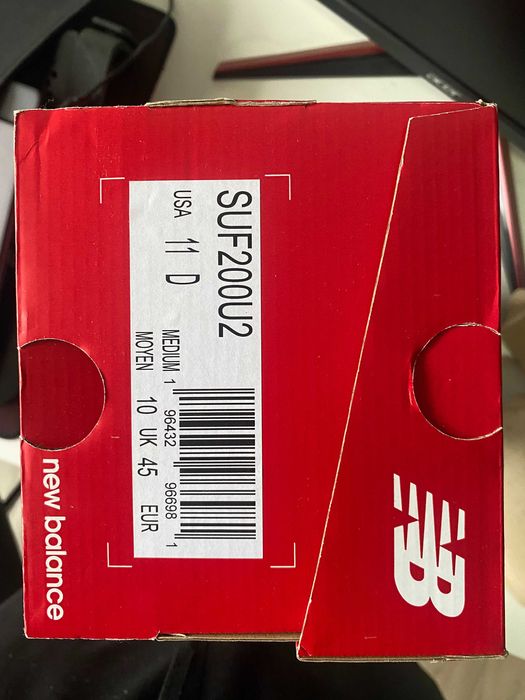 SUF200U2
USA 11 D
MEDIUM
MOYEN 10 UK 45 EUR
1 96432 96698 1
new balance
NB